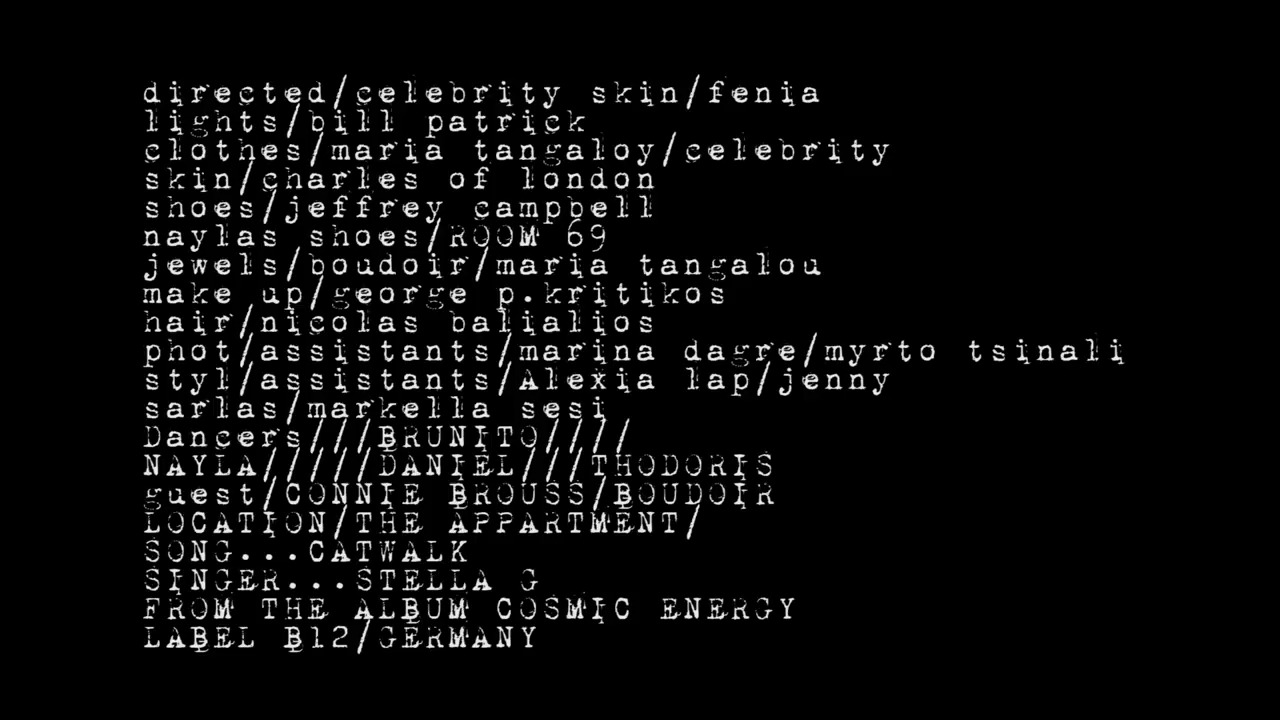 directed/celebrity skin/fenia
lights/bill patrick
clothes/maria tangaloy/celebrity
skin/charles of london
shoes/jeffrey campbell
naylas shoes/ROOM 69
jewels/boudoir/maria tangalou
make up/george p.kritikos
hair/nicolas balialios
phot/assistants/marina dagre/myrto tsinali
styl/assistants/Alexia lap/jenny
sarlas/markella sesi
Dancers///BRUNITO////
NAYLA/////DANIEL///THODORIS
guest/CONNIE BROUSS/BOUDOIR
LOCATION/THE APPARTMENT/
SONG...CATWALK
SINGER...STELLA G
FROM THE ALBUM COSMIC ENERGY
LABEL B12/GERMANY